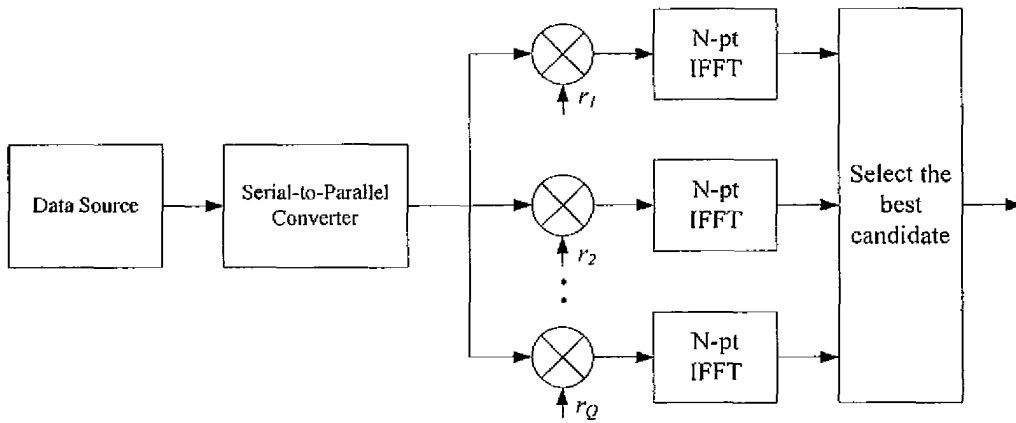 N-pt
IFFT
r1
Data Source
Serial-to-Parallel
Converter
N-pt
IFFT
r2
Select the
best
candidate
N-pt
IFFT
rQ